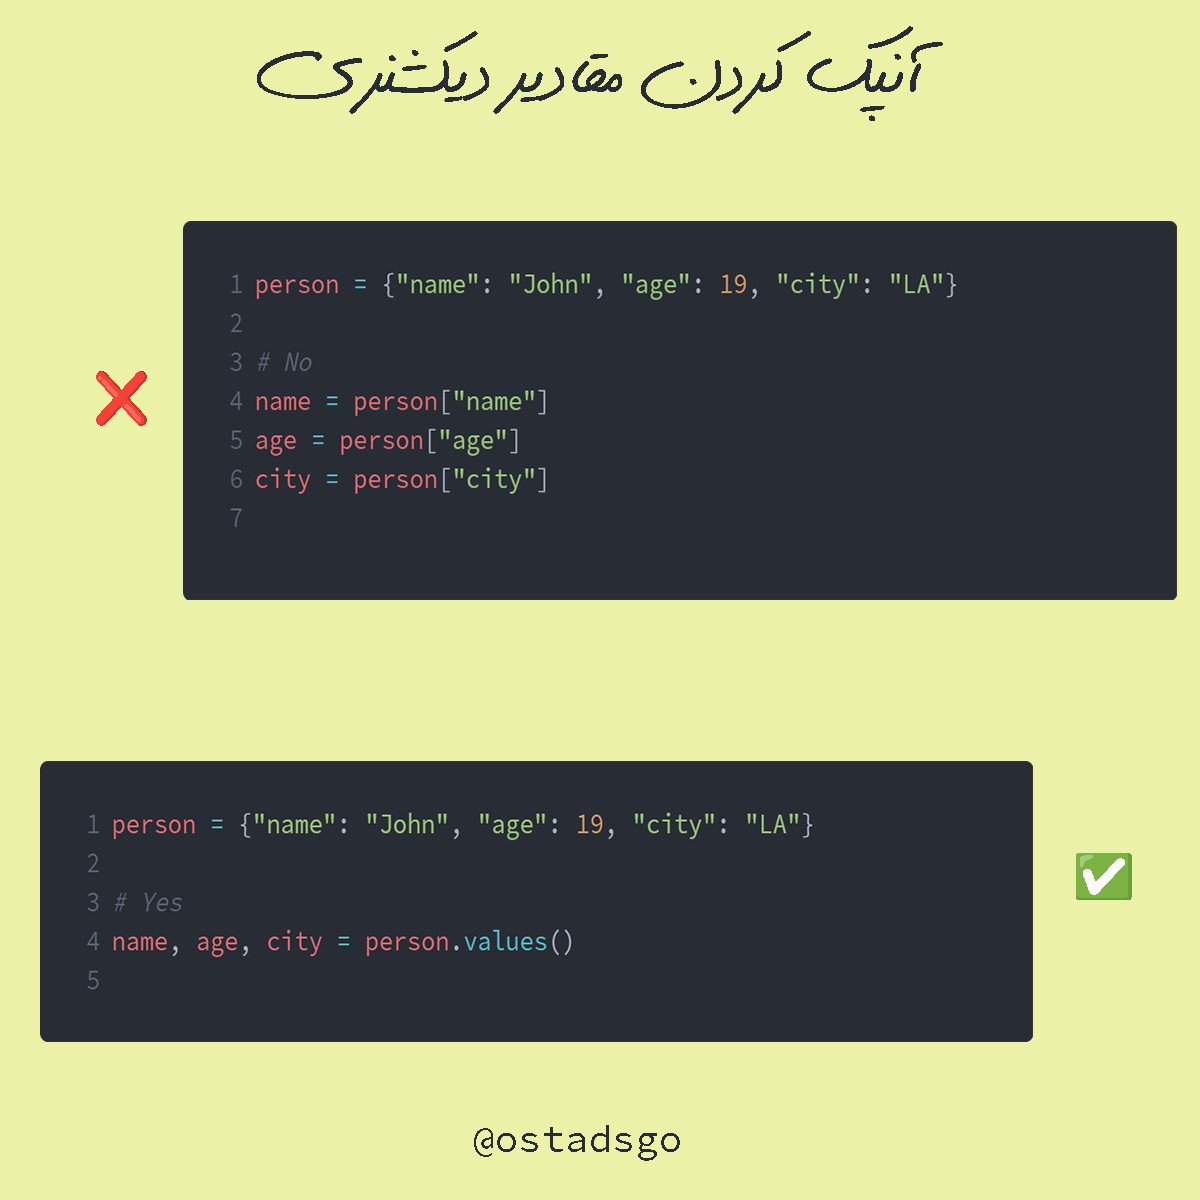 آنپک کردن مقادیر دیکشنری
1 person = {"name": "John", "age": 19, "city": "LA"}
2
3 # No
4 name = person["name"]
5 age = person["age"]
6 city = person["city"]
7
1 person = {"name": "John", "age": 19, "city": "LA"}
2
3 # Yes
4 name, age, city = person.values()
5
@ostadsgo